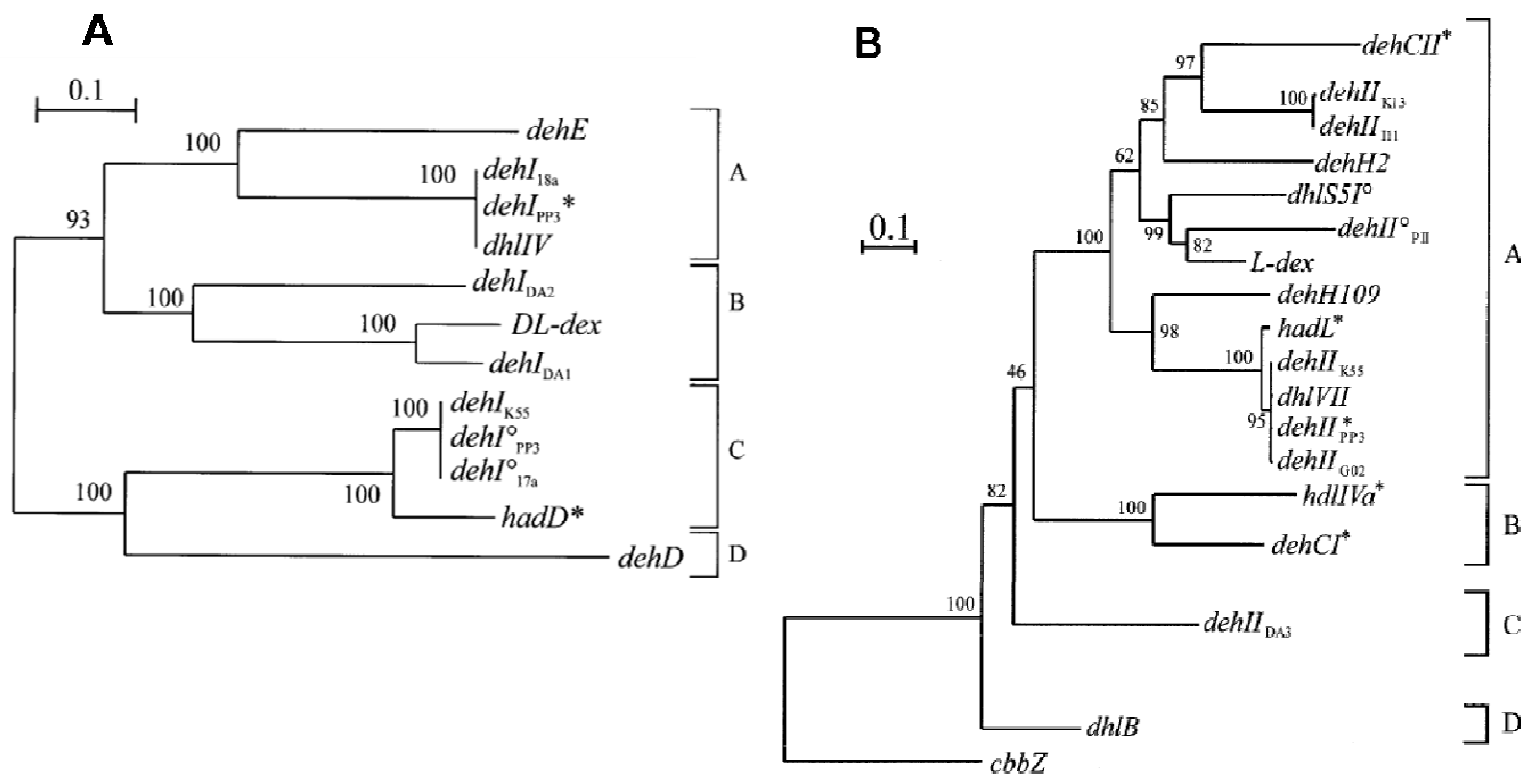 A
0.1
100
dehE
100
dehI18a
dehIPP3*
dhlIV
A
93
100
dehIDA2
100
DL-dex
dehIDA1
B
100
dehIK55
dehI°PP3
dehI°17a
100
100
hadD*
C
dehD
D
B
0.1
dehCII*
97
100
dehIIK13
dehIII11
85
dehH2
62
dhlS5I°
99
dehII°PII
82
L-dex
100
dehH109
98
hadL*
100
dehIIK55
dhlVII
95
dehII*PP3
dehIIG02
A
46
hdlIVa*
100
dehCI*
B
82
dehIIDA3
C
100
dhlB
D
cbbZ